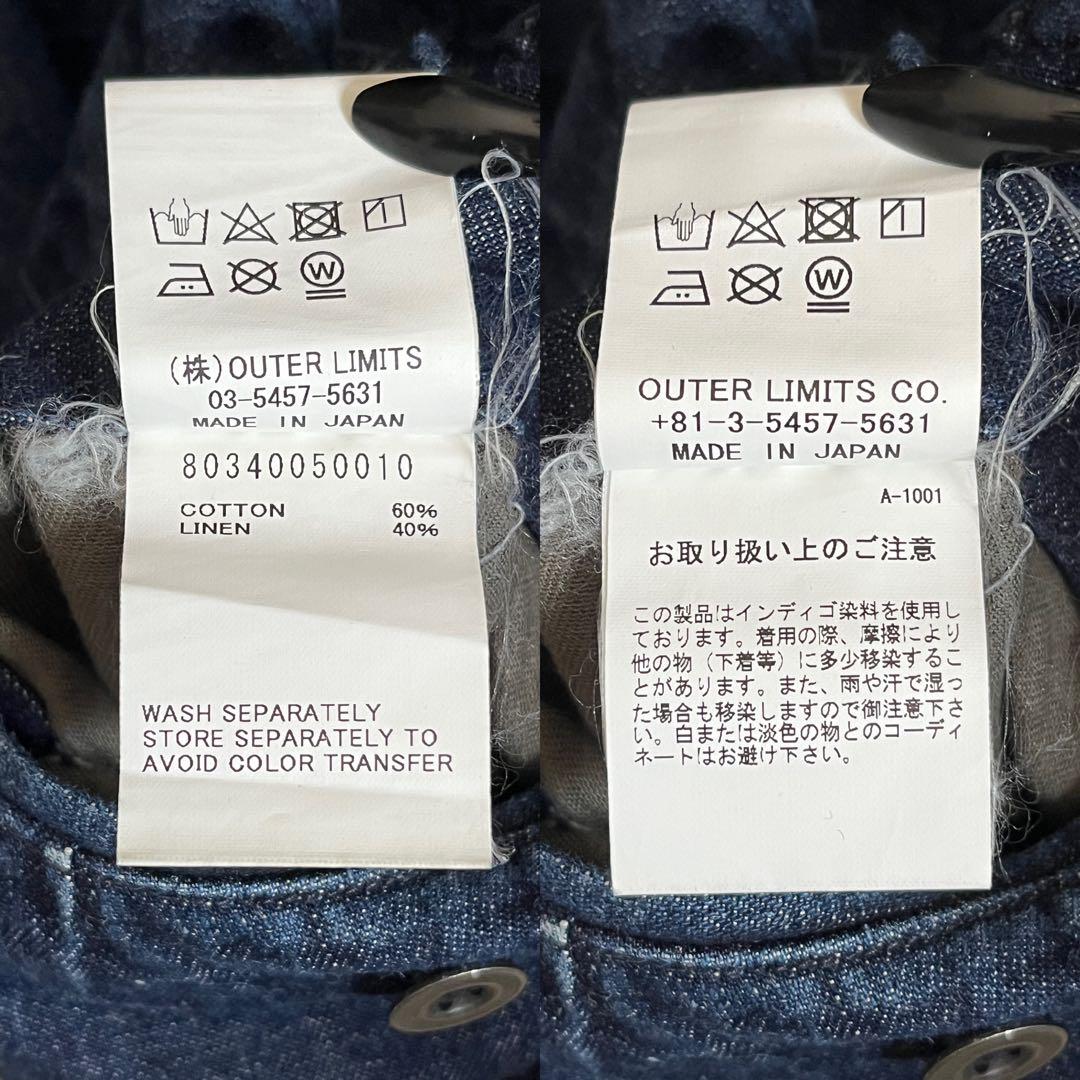 W
(株)OUTER LIMITS
03-5457-5631
MADE IN JAPAN
80340050010
COTTON 60%
LINEN 40%
WASH SEPARATELY
STORE SEPARATELY TO
AVOID COLOR TRANSFER
W
OUTER LIMITS CO.
+81-3-5457-5631
MADE IN JAPAN
A-1001
お取り扱い上のご注意
この製品はインディゴ染料を使用し
ております。着用の際、摩擦により
他の物（下着等）に多少移染するこ
とがあります。また、雨や汗で湿っ
た場合も移染しますので御注意下さ
い。白または淡色の物とのコーディ
ネートはお避け下さい。